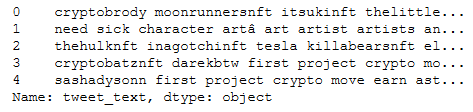 0    cryptobrody moonrunnersnft itsukinft thelittle...
1    need sick character artâ art artist artists an...
2    thehulknft inagotchinft tesla killabearsnft el...
3    cryptobatznft darekbtw first project crypto mo...
4    sashadysonn first project crypto move earn ast...
Name: tweet_text, dtype: object